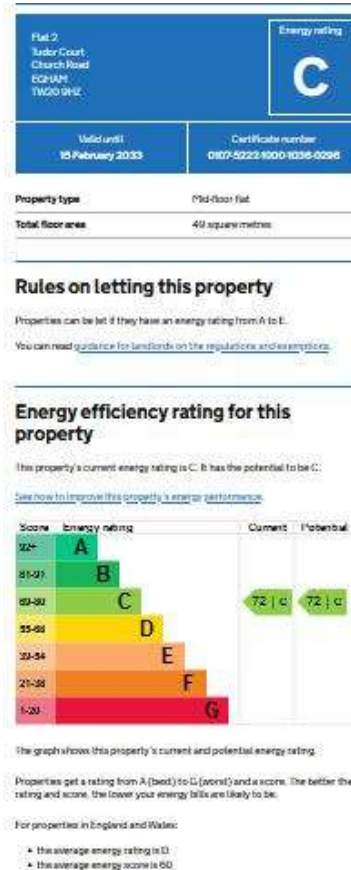 Flat 2
Tudor Court
Church Road
EGHAM
TW20 9HZ
Energy rating
C
Valid until
15 February 2033
Certificate number
0107-5222-1000-1036-0296
Property type
Mid-floor flat
Total floor area
49 square metres
Rules on letting this property
Properties can be let if they have an energy rating from A to E.
You can read guidance for landlords on the regulations and exemptions.
Energy efficiency rating for this
property
This property's current energy rating is C. It has the potential to be C.
See how to improve this property's energy performance.
Score Energy rating Current Potential
92+ A
81-91 B
69-80 C 72 | C 72 | C
55-68 D
39-54 E
21-38 F
1-20 G
The graph shows this property's current and potential energy rating.
Properties get a rating from A (best) to G (worst) and a score. The better the
rating and score, the lower your energy bills are likely to be.
For properties in England and Wales:
• the average energy rating is D
• the average energy score is 60